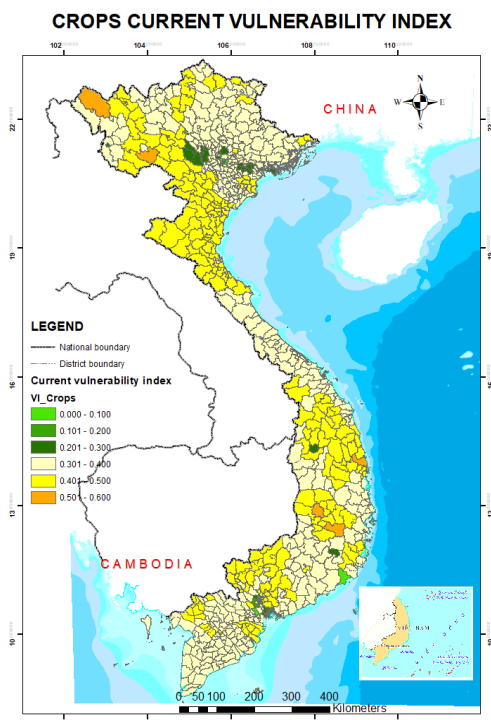 CROPS CURRENT VULNERABILITY INDEX
102 104 106 108 110
N
W E
S
CHINA
22
19
16
13
10
LEGEND
National boundary
District boundary
Current vulnerability index
VI_Crops
0.000 - 0.100
0.101 - 0.200
0.201 - 0.300
0.301 - 0.400
0.401 - 0.500
0.501 - 0.600
CAMBODIA
NAM
0 50 100 200 300 400
Kilometers